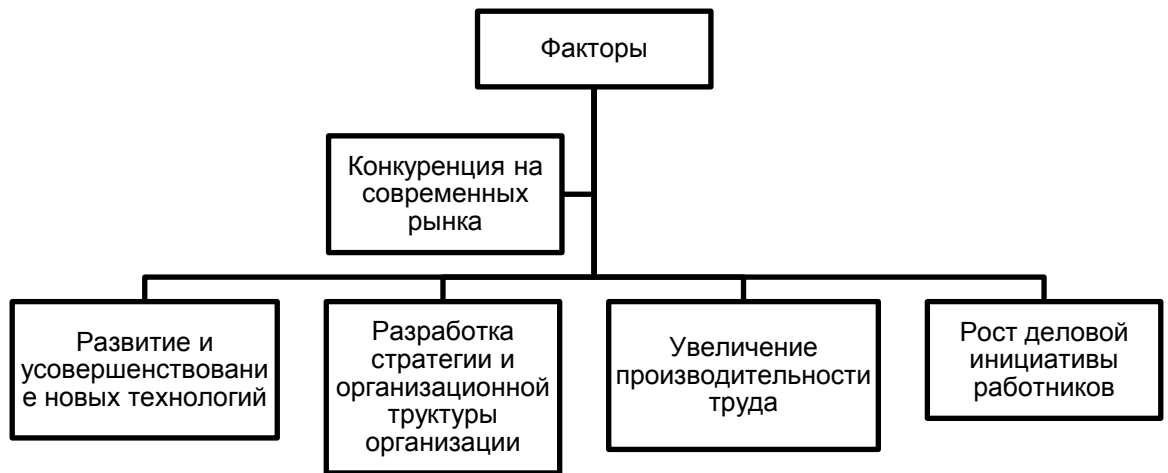 Факторы
Конкуренция на
современных
рынка
Развитие и
усовершенствовани
е новых технологий
Разработка
стратегии и
организационной
труктуры
организации
Увеличение
производительности
труда
Рост деловой
инициативы
работников